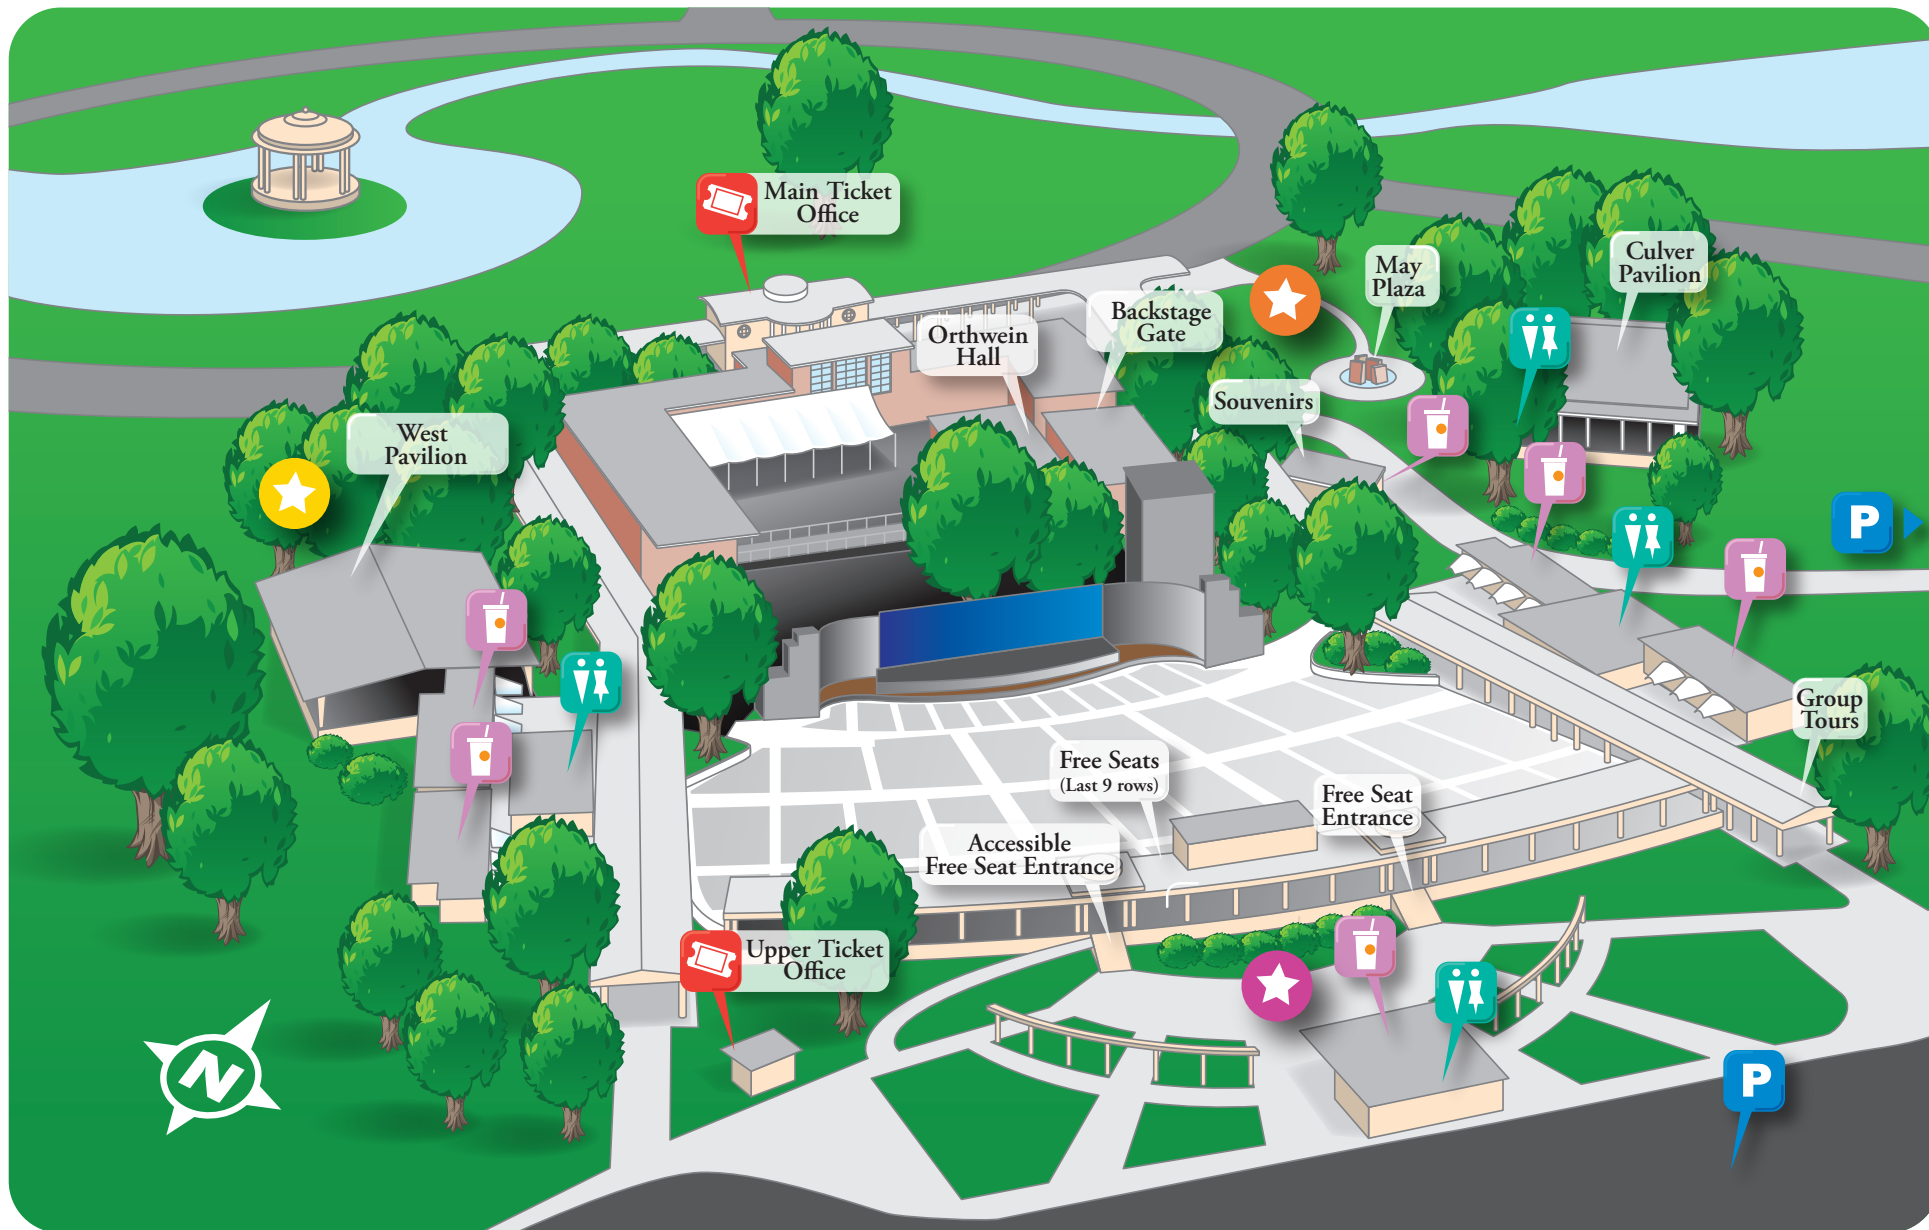 Main Ticket
Office
May
Plaza
Culver
Pavilion
Backstage
Gate
Orthwein
Hall
Souvenirs
West
Pavilion
P
Group
Tours
Free Seats
(Last 9 rows)
Free Seat
Entrance
Accessible
Free Seat Entrance
Upper Ticket
Office
N
P